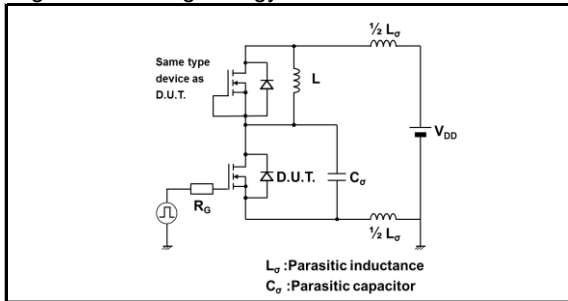 Same type
device as
D.U.T.
½ Lσ
L
VDD
D.U.T.
Cσ
RG
½ Lσ
Lσ :Parasitic inductance
Cσ :Parasitic capacitor